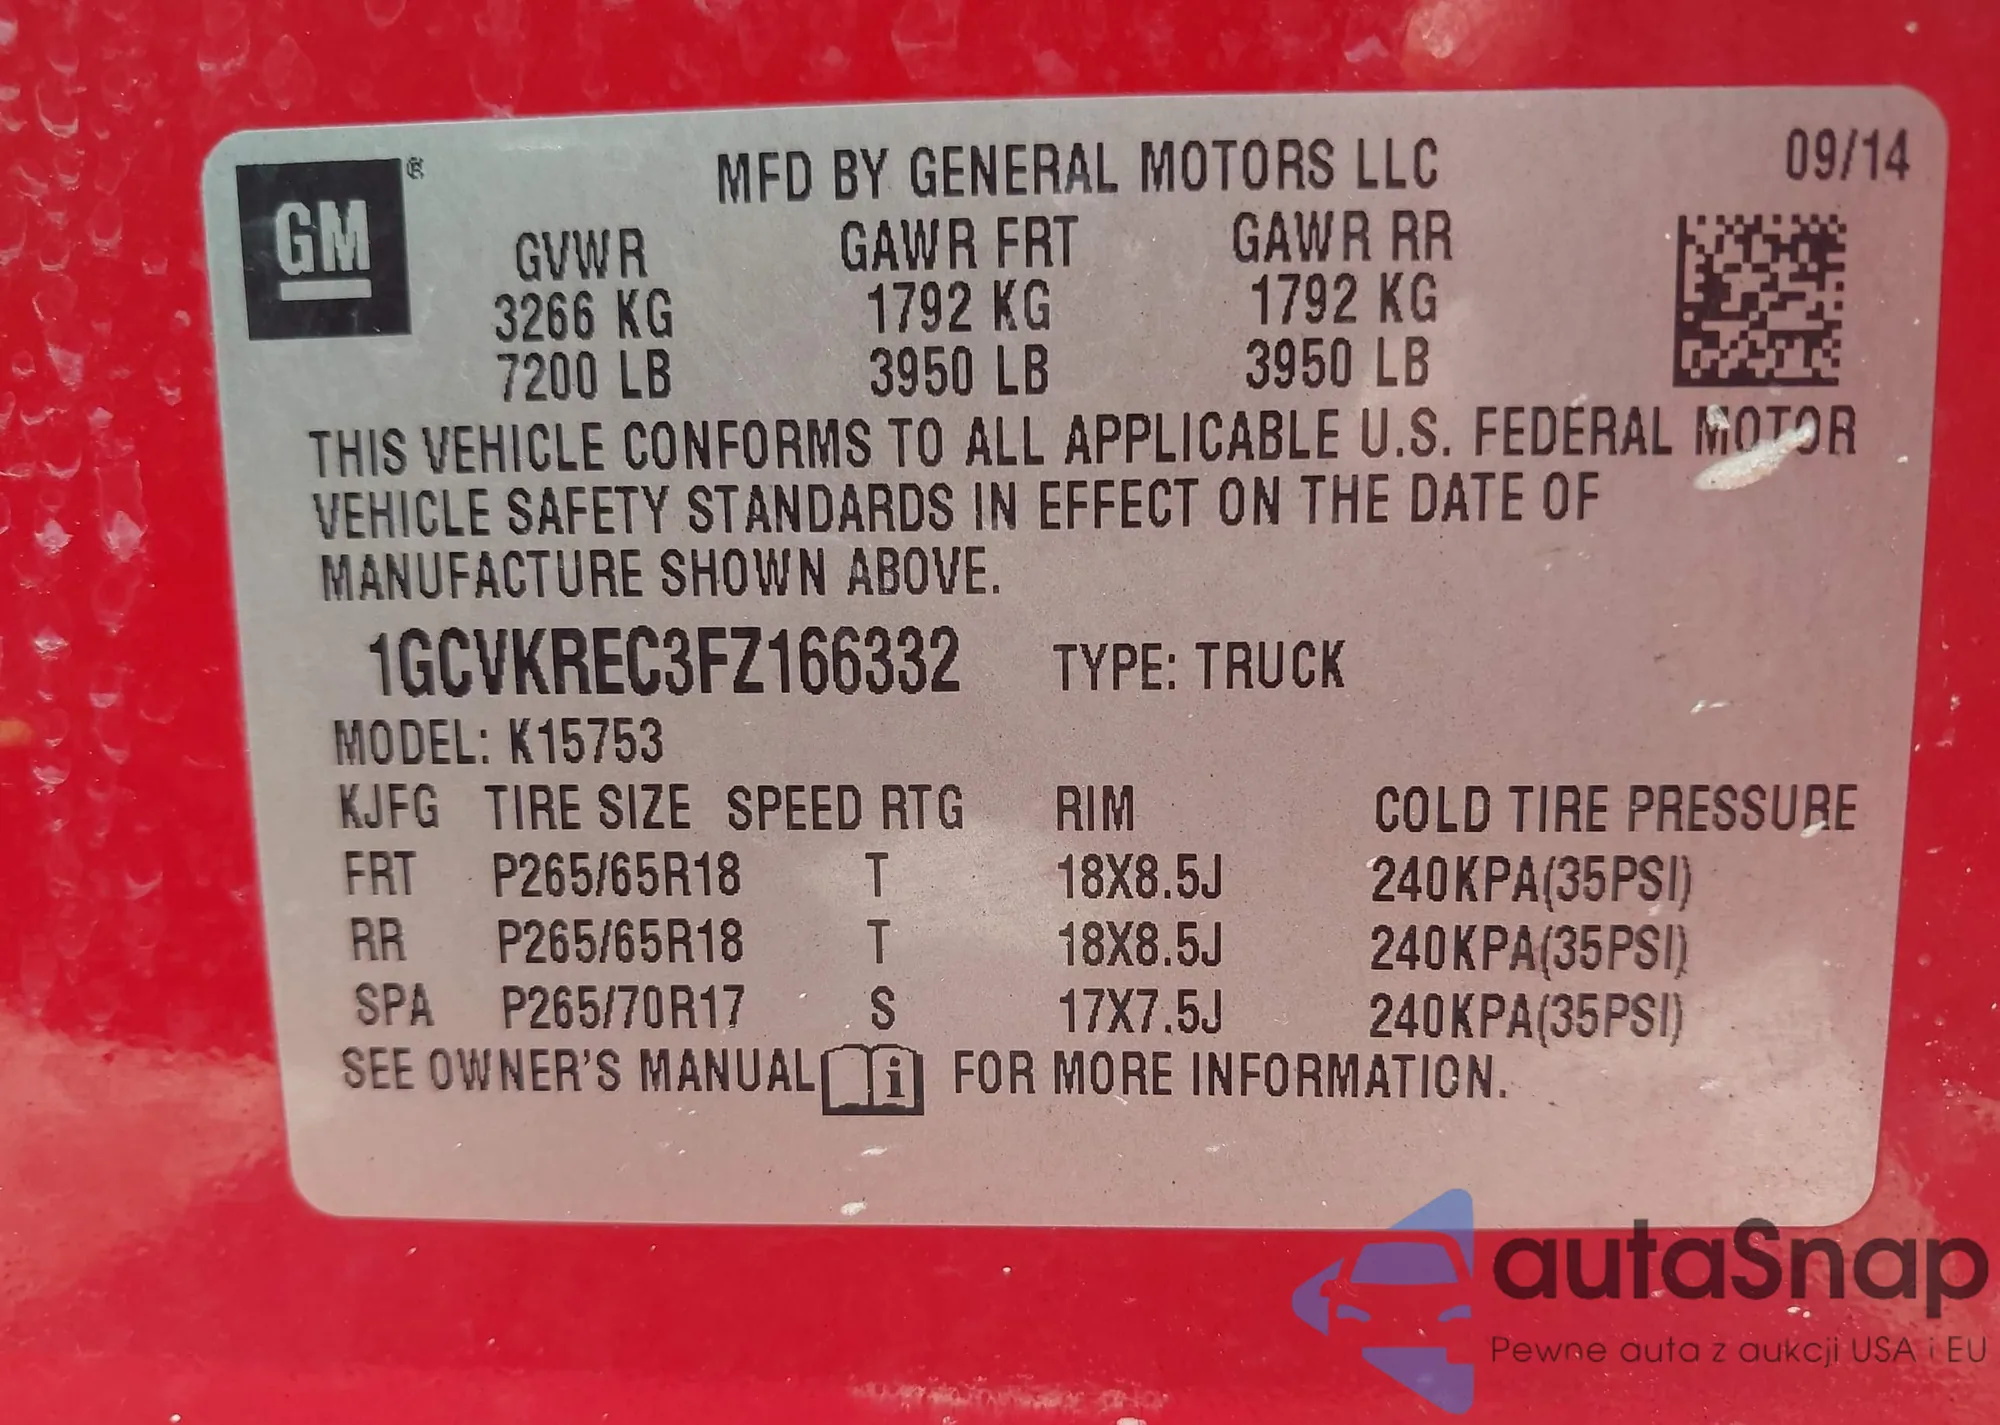 GM ® MFD BY GENERAL MOTORS LLC 09/14
GVWR GAWR FRT GAWR RR
3266 KG 1792 KG 1792 KG
7200 LB 3950 LB 3950 LB
THIS VEHICLE CONFORMS TO ALL APPLICABLE U.S. FEDERAL MOTOR
VEHICLE SAFETY STANDARDS IN EFFECT ON THE DATE OF
MANUFACTURE SHOWN ABOVE.
1GCVKREC3FZ166332 TYPE: TRUCK
MODEL: K15753
KJFG TIRE SIZE SPEED RTG RIM COLD TIRE PRESSURE
FRT P265/65R18 T 18X8.5J 240KPA(35PSI)
RR P265/65R18 T 18X8.5J 240KPA(35PSI)
SPA P265/70R17 S 17X7.5J 240KPA(35PSI)
SEE OWNER'S MANUAL i FOR MORE INFORMATION.
autaSnap
Pewne auta z aukcji USA i EU